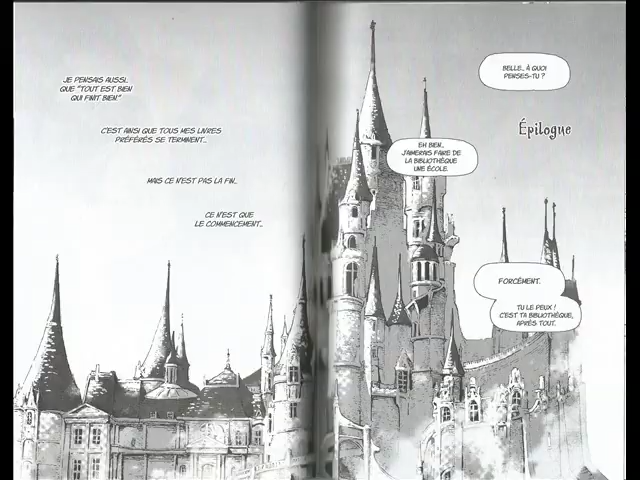 JE PENSAIS AUSSI,
QUE "TOUT EST BIEN
QUI FINIT BIEN"
C'EST AINSI QUE TOUS MES LIVRES
PRÉFÉRÉS SE TERMINENT...
MAIS CE N'EST PAS LA FIN...
CE N'EST QUE
LE COMMENCEMENT...
BELLE... À QUOI
PENSES-TU ?
Épilogue
EH BIEN...
J'AIMERAIS FAIRE DE
LA BIBLIOTHÈQUE
UNE ÉCOLE.
FORCÉMENT.
TU LE PEUX !
C'EST TA BIBLIOTHÈQUE,
APRÈS TOUT.